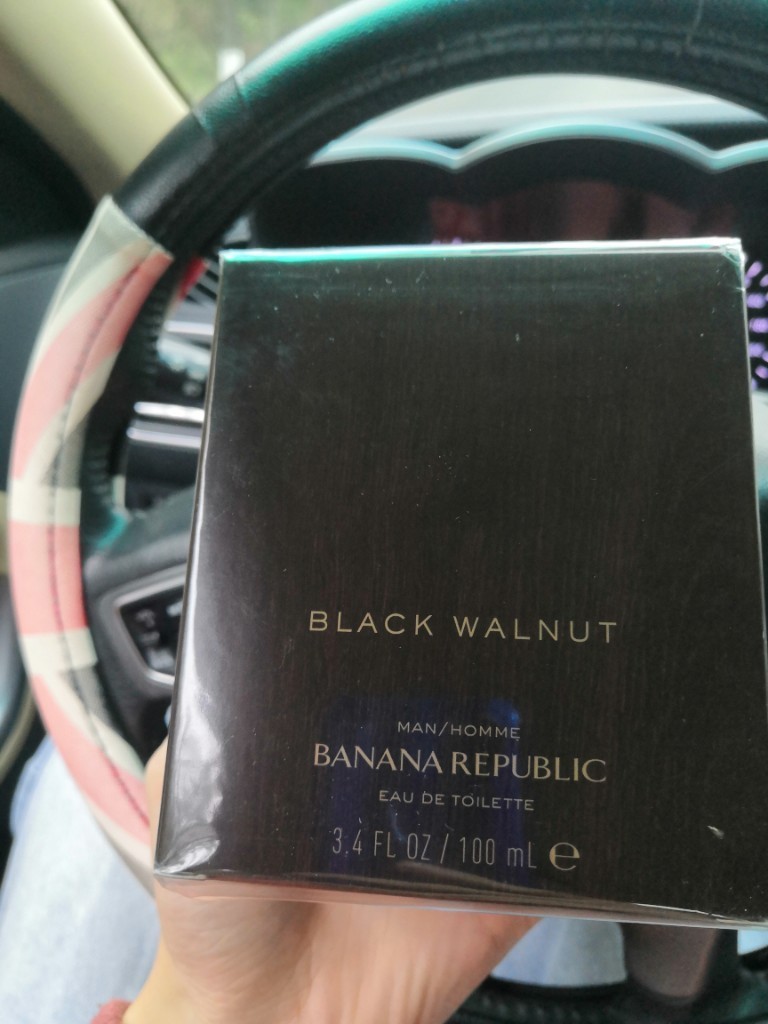 BLACK WALNUT
MAN/HOMME
BANANA REPUBLIC
EAU DE TOILETTE
3.4 FL OZ / 100 mL ℮